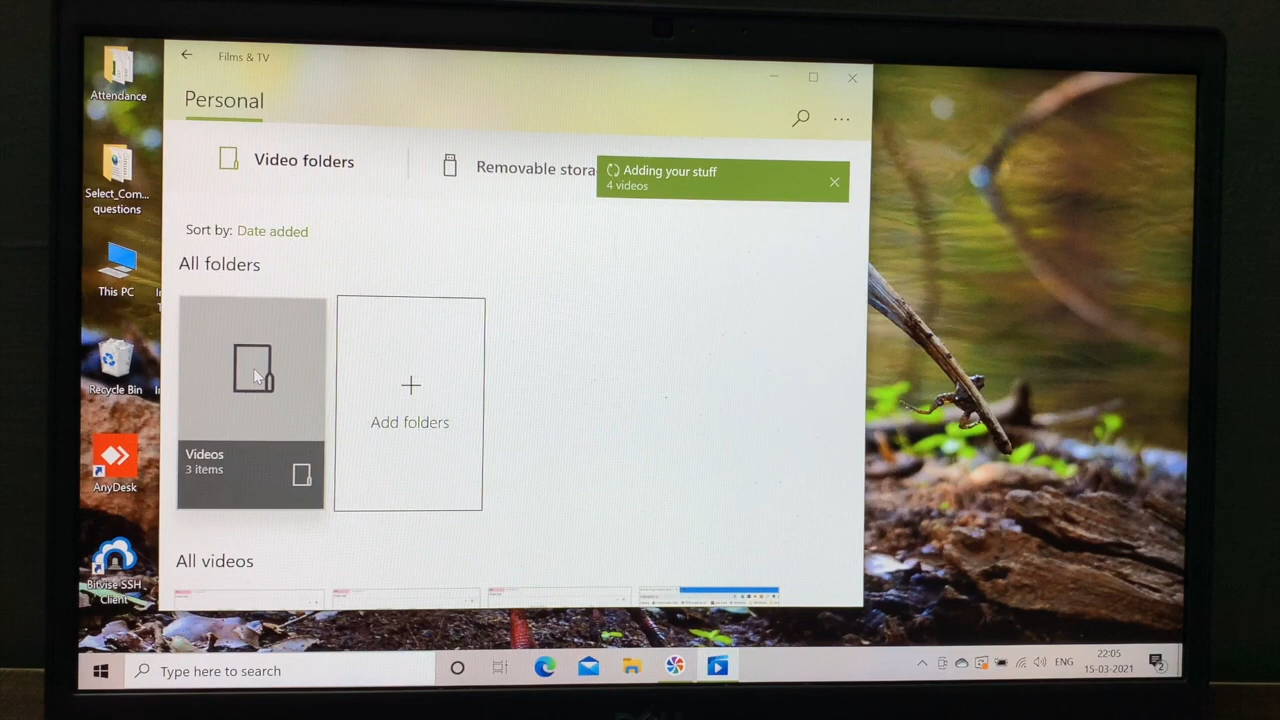 Films & TV
Personal
Video folders
Removable stora
Adding your stuff
4 videos
Sort by: Date added
All folders
Add folders
Videos
3 items
All videos
Attendance
Select_Com...
questions
This PC
Recycle Bin
AnyDesk
Bitvise SSH
Client
Type here to search
ENG
22:05
15-03-2021
2